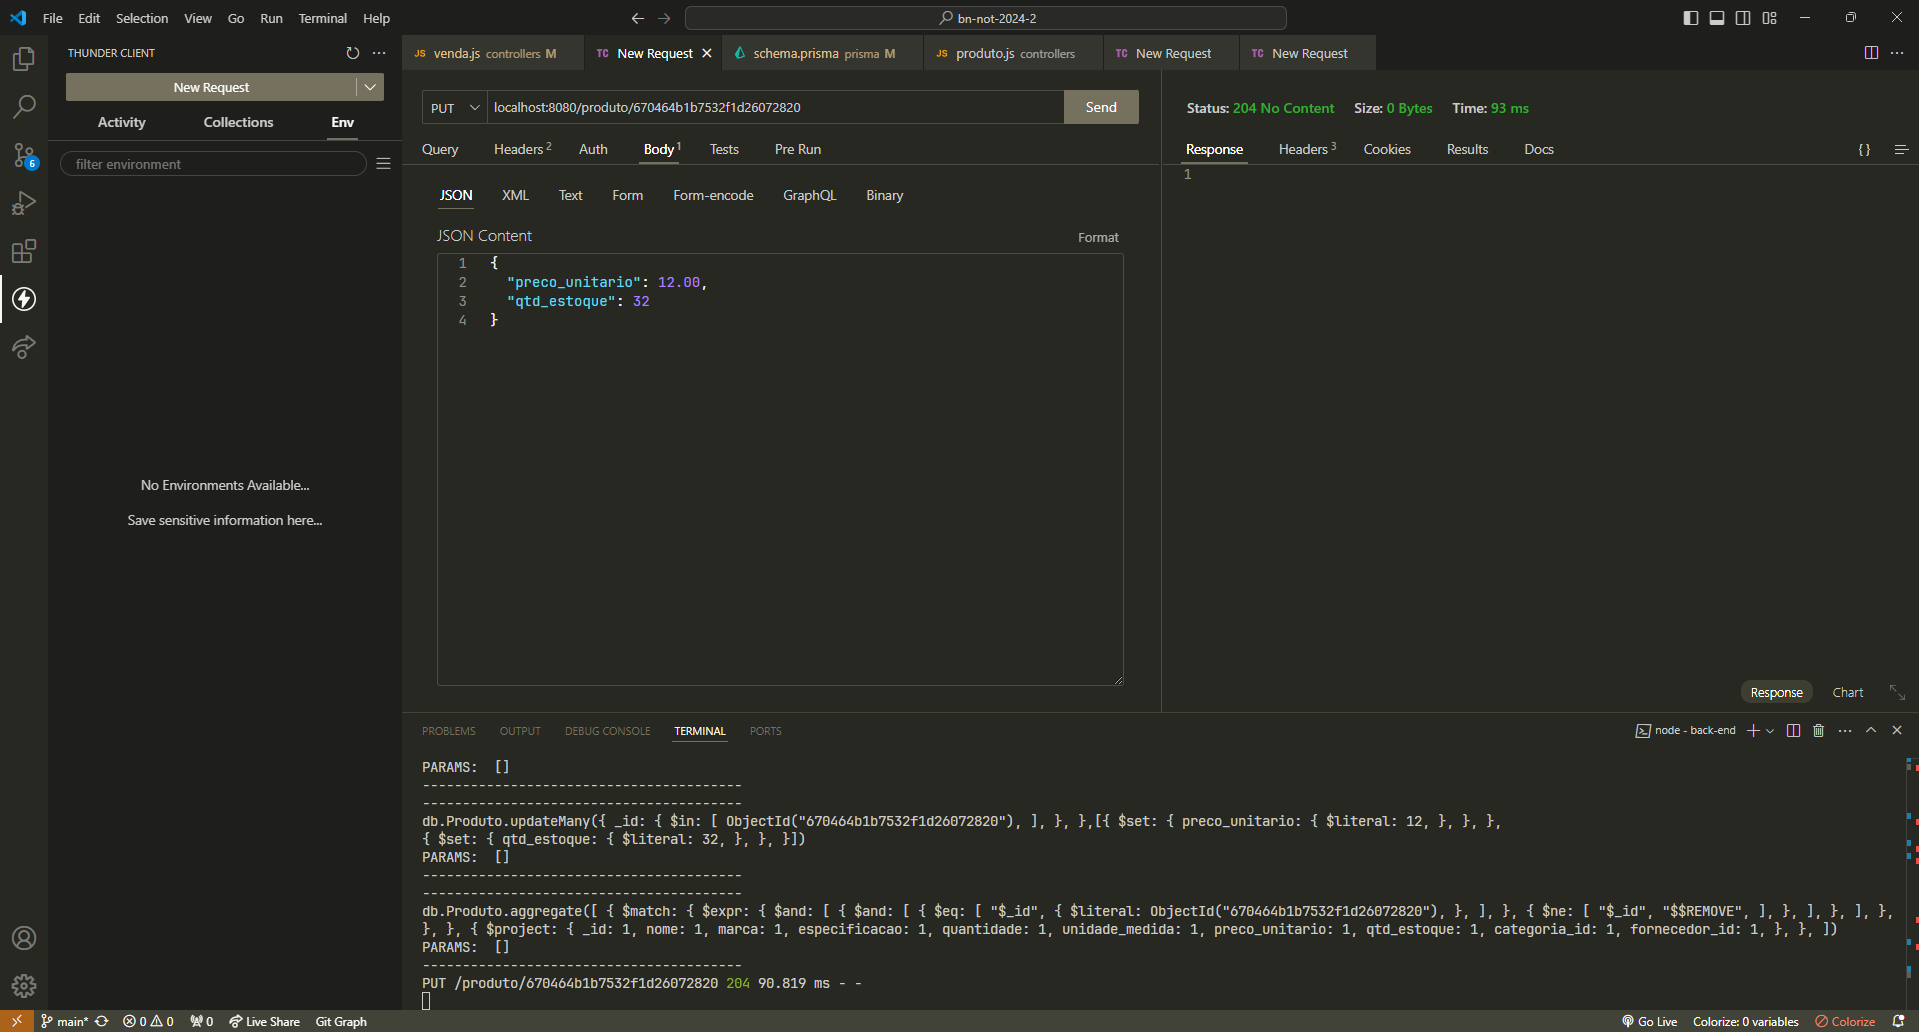 File Edit Selection View Go Run Terminal Help
bn-not-2024-2
THUNDER CLIENT
New Request
Activity Collections Env
filter environment
6
No Environments Available...
Save sensitive information here...
JS venda.js controllers M
TC New Request
schema.prisma prisma M
JS produto.js controllers
TC New Request
TC New Request
PUT localhost:8080/produto/670464b1b7532f1d26072820 Send
Query Headers 2 Auth Body 1 Tests Pre Run
JSON XML Text Form Form-encode GraphQL Binary
JSON Content Format
1 {
2 "preco_unitario": 12.00,
3 "qtd_estoque": 32
4 }
Status: 204 No Content Size: 0 Bytes Time: 93 ms
Response Headers 3 Cookies Results Docs {}
1
Response Chart
PROBLEMS OUTPUT DEBUG CONSOLE TERMINAL PORTS
node - back-end
PARAMS: []
----------------------------------------
----------------------------------------
db.Produto.updateMany({ _id: { $in: [ ObjectId("670464b1b7532f1d26072820"), ], }, },[{ $set: { preco_unitario: { $literal: 12, }, }, },
{ $set: { qtd_estoque: { $literal: 32, }, }, }])
PARAMS: []
----------------------------------------
----------------------------------------
db.Produto.aggregate([ { $match: { $expr: { $and: [ { $and: [ { $eq: [ "$_id", { $literal: ObjectId("670464b1b7532f1d26072820"), }, ], }, { $ne: [ "$_id", "$$REMOVE", ], }, ], }, ], },
}, }, { $project: { _id: 1, nome: 1, marca: 1, especificacao: 1, quantidade: 1, unidade_medida: 1, preco_unitario: 1, qtd_estoque: 1, categoria_id: 1, fornecedor_id: 1, }, }, ])
PARAMS: []
----------------------------------------
PUT /produto/670464b1b7532f1d26072820 204 90.819 ms - -
main* 0 0 0 Live Share Git Graph
Go Live Colorize: 0 variables Colorize